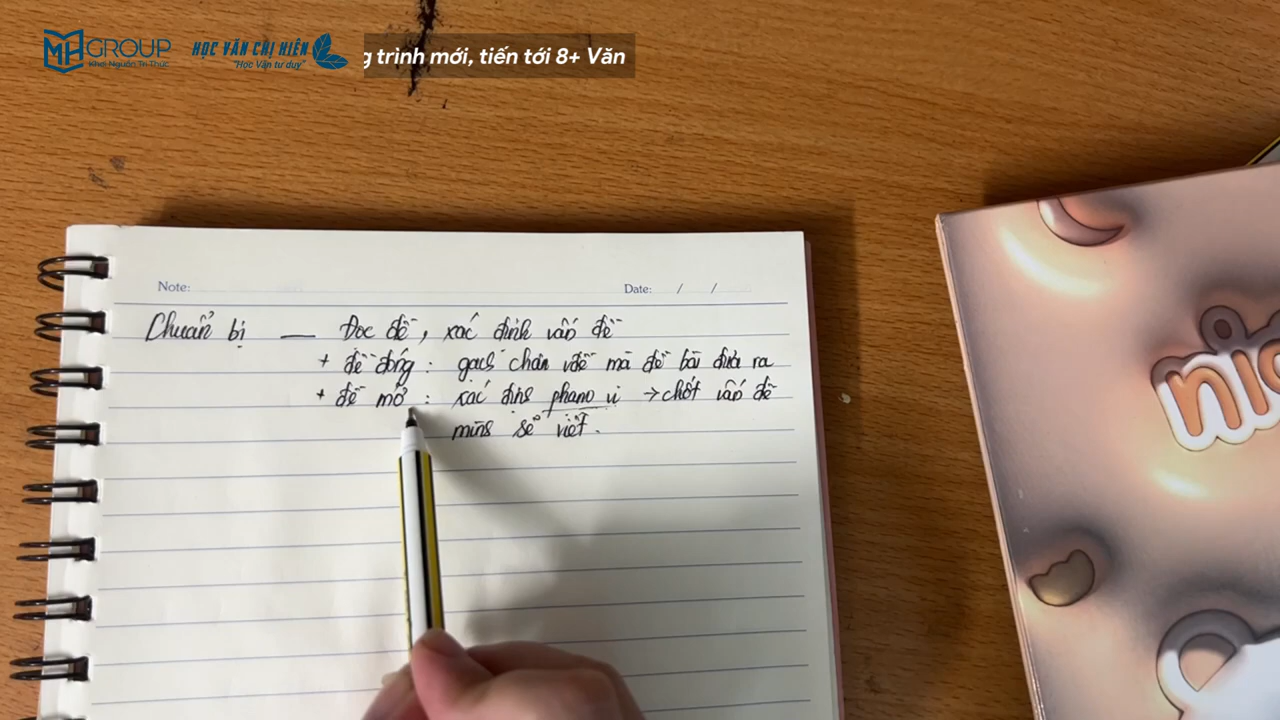 MH GROUP
Khơi Nguồn Tri Thức
HỌC VĂN CHỊ HIÊN
"Học Văn tư duy"
g trình mới, tiến tới 8+ Văn
Note:
Date: / /
Chuẩn bị — Đọc đề, xác định vấn đề
+ đề đóng: gạch chân vđề mà đề bài đưa ra
+ đề mở: xác định phạm vi → chốt vấn đề
mình sẽ viết.